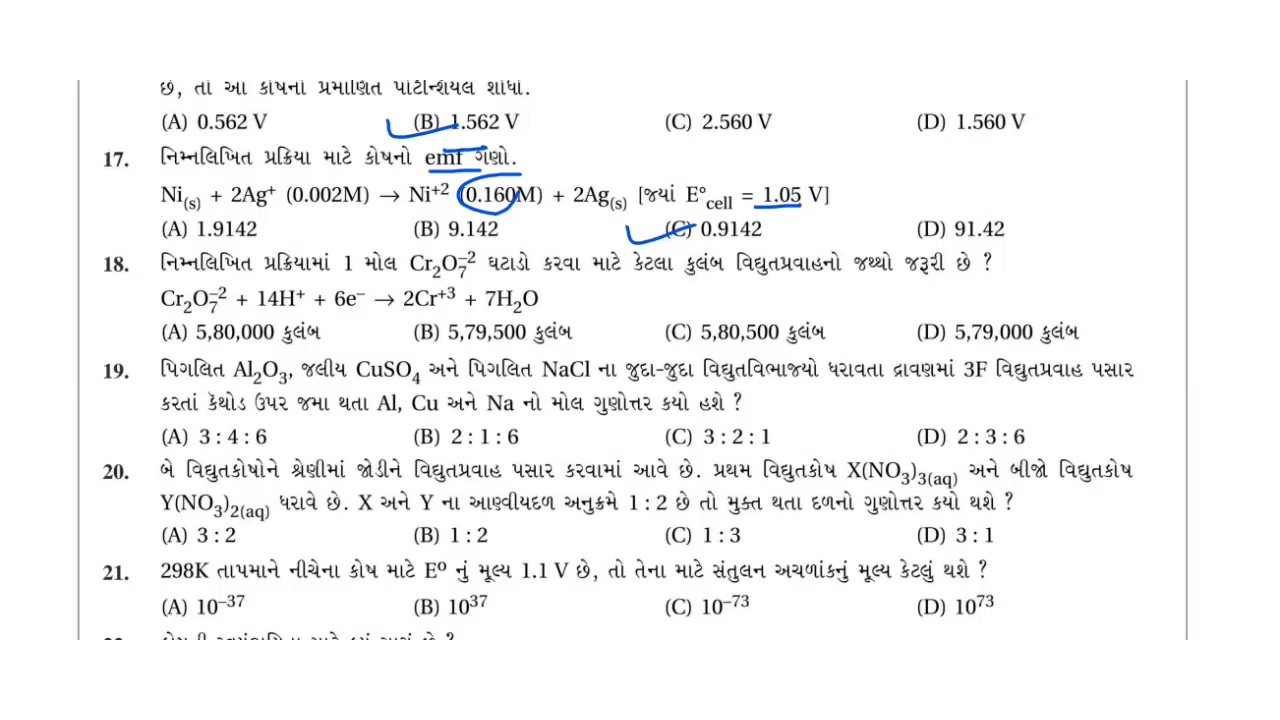 છે, તો આ કોષનો પ્રમાણિત પોટેન્શિયલ શોધો.
(A) 0.562 V (B) 1.562 V (C) 2.560 V (D) 1.560 V
17. નિમ્નલિખિત પ્રક્રિયા માટે કોષનો emf ગણો.
Ni(s) + 2Ag⁺ (0.002M) → Ni⁺² (0.160M) + 2Ag(s) [જ્યાં E°cell = 1.05 V]
(A) 1.9142 (B) 9.142 (C) 0.9142 (D) 91.42
18. નિમ્નલિખિત પ્રક્રિયામાં 1 મોલ Cr₂O₇⁻² ઘટાડો કરવા માટે કેટલા કુલંબ વિદ્યુતપ્રવાહનો જથ્થો જરૂરી છે ?
Cr₂O₇⁻² + 14H⁺ + 6e⁻ → 2Cr⁺³ + 7H₂O
(A) 5,80,000 કુલંબ (B) 5,79,500 કુલંબ (C) 5,80,500 કુલંબ (D) 5,79,000 કુલંબ
19. પિગલિત Al₂O₃, જલીય CuSO₄ અને પિગલિત NaCl ના જુદા-જુદા વિદ્યુતવિભાજ્યો ધરાવતા દ્રાવણમાં 3F વિદ્યુતપ્રવાહ પસાર
કરતાં કૅથોડ ઉપર જમા થતા Al, Cu અને Na નો મોલ ગુણોત્તર કયો હશે ?
(A) 3 : 4 : 6 (B) 2 : 1 : 6 (C) 3 : 2 : 1 (D) 2 : 3 : 6
20. બે વિદ્યુતકોષોને શ્રેણીમાં જોડીને વિદ્યુતપ્રવાહ પસાર કરવામાં આવે છે. પ્રથમ વિદ્યુતકોષ X(NO₃)₃(aq) અને બીજો વિદ્યુતકોષ
Y(NO₃)₂(aq) ધરાવે છે. X અને Y ના આણ્વીયદળ અનુક્રમે 1 : 2 છે તો મુક્ત થતા દળનો ગુણોત્તર કયો થશે ?
(A) 3 : 2 (B) 1 : 2 (C) 1 : 3 (D) 3 : 1
21. 298K તાપમાને નીચેના કોષ માટે E⁰ નું મૂલ્ય 1.1 V છે, તો તેના માટે સંતુલન અચળાંકનું મૂલ્ય કેટલું થશે ?
(A) 10⁻³⁷ (B) 10³⁷ (C) 10⁻⁷³ (D) 10⁷³